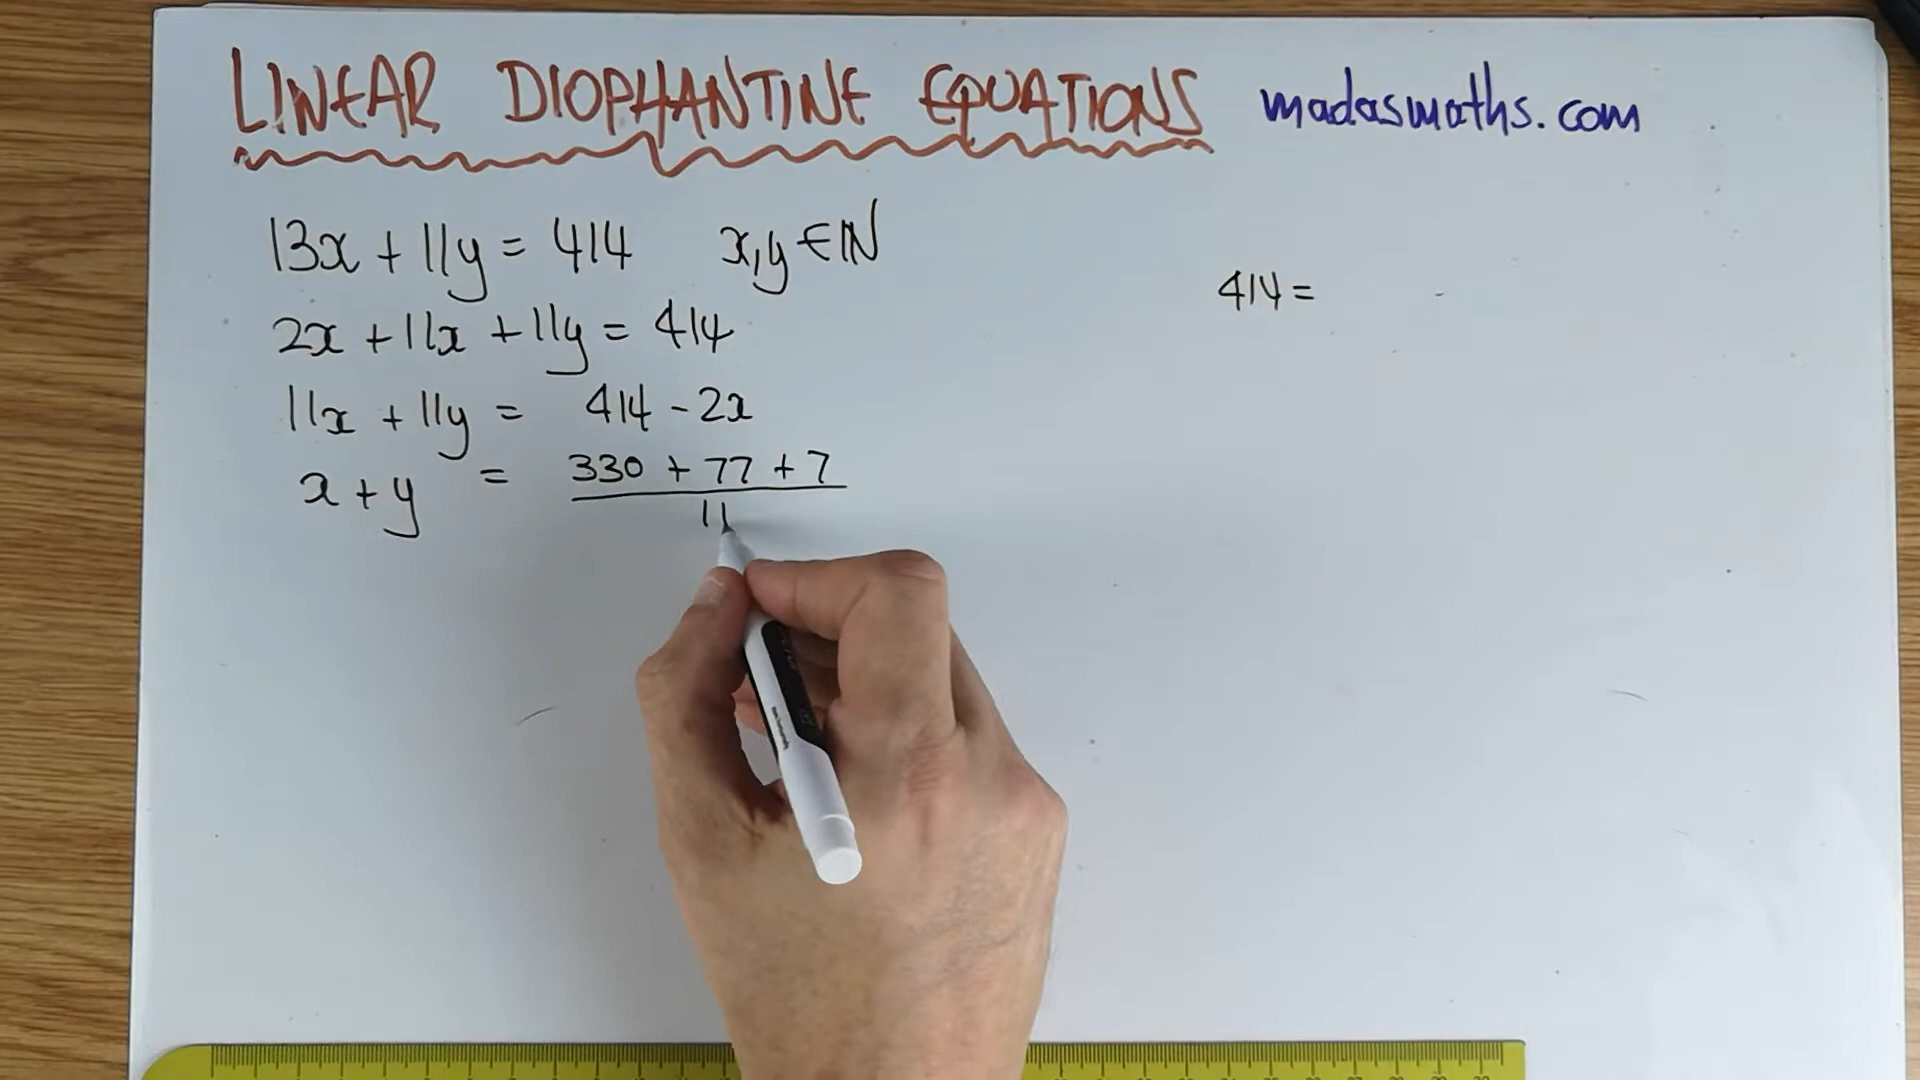 LINEAR DIOPHANTINE EQUATIONS madasmaths.com
13x + 11y = 414 x,y ∈ ℕ
414 =
2x + 11x + 11y = 414
11x + 11y = 414 - 2x
x + y = (330 + 77 + 7)/11